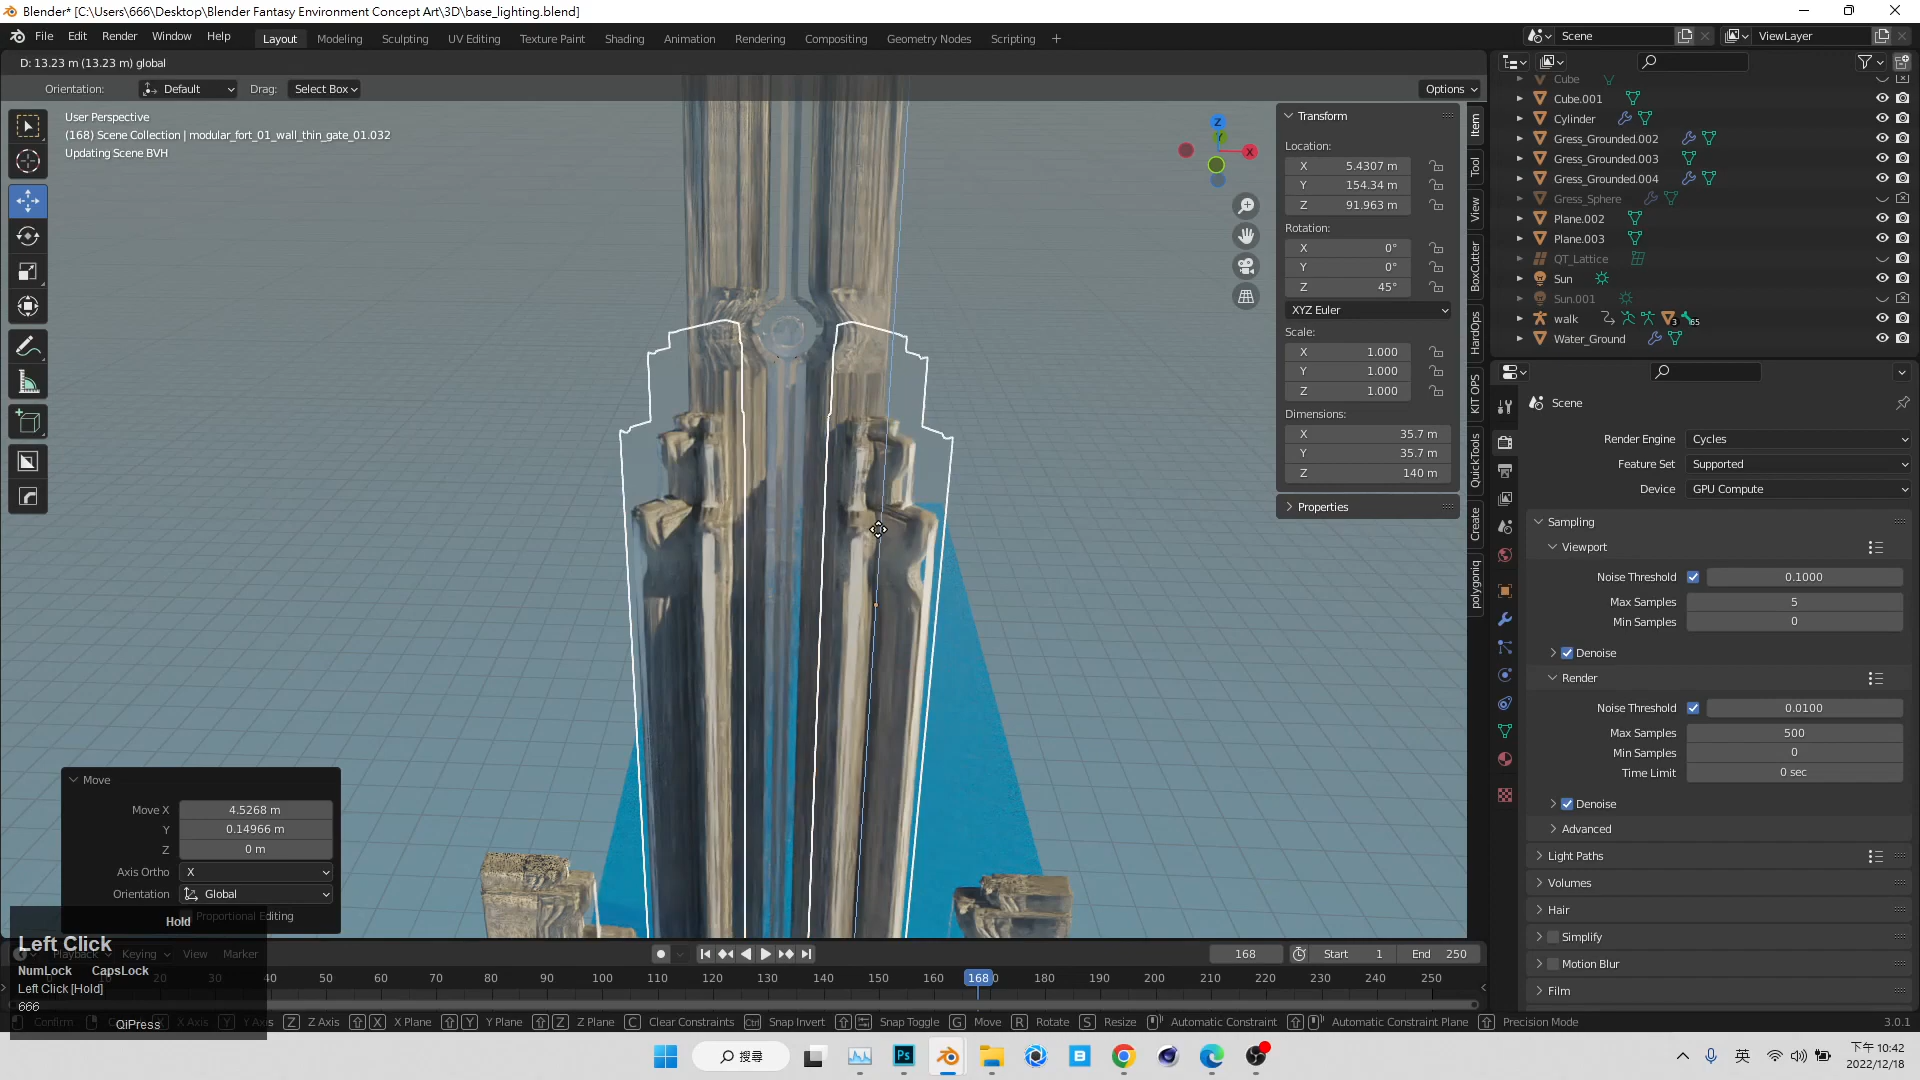 Blender* [C:\Users\666\Desktop\Blender Fantasy Environment Concept Art\3D\base_lighting.blend]
File Edit Render Window Help
Layout Modeling Sculpting UV Editing Texture Paint Shading Animation Rendering Compositing Geometry Nodes Scripting
Scene
ViewLayer
D: 13.23 m (13.23 m) global
Orientation: Default Drag: Select Box
Options
User Perspective
(168) Scene Collection | modular_fort_01_wall_thin_gate_01.032
Updating Scene BVH
Z
Y
X
Transform
Location:
X 5.4307 m
Y 154.34 m
Z 91.963 m
Rotation:
X 0°
Y 0°
Z 45°
XYZ Euler
Scale:
X 1.000
Y 1.000
Z 1.000
Dimensions:
X 35.7 m
Y 35.7 m
Z 140 m
Properties
Item
Tool
View
BoxCutter
HardOps
KIT OPS
QuickTools
Create
polygoniq
Cube
Cube.001
Cylinder
Gress_Grounded.002
Gress_Grounded.003
Gress_Grounded.004
Gress_Sphere
Plane.002
Plane.003
QT_Lattice
Sun
Sun.001
walk 3 65
Water_Ground
Scene
Render Engine Cycles
Feature Set Supported
Device GPU Compute
Sampling
Viewport
Noise Threshold 0.1000
Max Samples 5
Min Samples 0
Denoise
Render
Noise Threshold 0.0100
Max Samples 500
Min Samples 0
Time Limit 0 sec
Denoise
Advanced
Light Paths
Volumes
Hair
Simplify
Motion Blur
Film
Move
Move X 4.5268 m
Y 0.14966 m
Z 0 m
Axis Ortho X
Orientation Global
Proportional Editing
Hold
Left Click
NumLock CapsLock
Left Click [Hold]
666
QiPress
Playback Keying View Marker
168 Start 1 End 250
0 10 20 30 40 50 60 70 80 90 100 110 120 130 140 150 160 168 180 190 200 210 220 230 240 250
Confirm X X Axis Y Y Axis Z Z Axis X X Plane Y Y Plane Z Z Plane C Clear Constraints Ctrl Snap Invert Snap Toggle G Move R Rotate S Resize Automatic Constraint Automatic Constraint Plane Precision Mode
3.0.1
搜尋
Ps
B
英
下午 10:42
2022/12/18